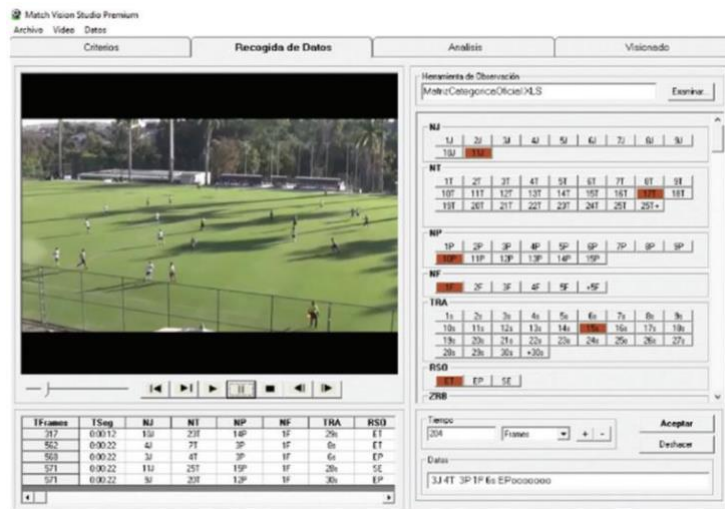 Match Vision Studio Premium
Archivo Video Datos
Criterios Recogida de Datos Analisis Visionado
Herramienta de Observación
MatrizCategoricaOficial.XLS Examinar...
NJ
1J 2J 3J 4J 5J 6J 7J 8J 9J
10J 11J
NT
1T 2T 3T 4T 5T 6T 7T 8T 9T
10T 11T 12T 13T 14T 15T 16T 17T 18T
19T 20T 21T 22T 23T 24T 25T 25T+
NP
1P 2P 3P 4P 5P 6P 7P 8P 9P
10P 11P 12P 13P 14P 15P
NF
1F 2F 3F 4F 5F +5F
TRA
1s 2s 3s 4s 5s 6s 7s 8s 9s
10s 11s 12s 13s 14s 15s 16s 17s 18s
19s 20s 21s 22s 23s 24s 25s 26s 27s
28s 29s 30s +30s
RSO
ET EP SE
ZRB
TFrames TSeg NJ NT NP NF TRA RSO
317 0:00:12 10J 23T 14P 1F 29s ET
562 0:00:22 4J 7T 3P 1F 8s ET
568 0:00:22 3J 4T 3P 1F 6s EP
571 0:00:22 11J 25T 15P 1F 28s SE
571 0:00:22 9J 20T 12P 1F 30s EP
Tiempo
204 Frames + - Aceptar
Deshacer
Datos
3J 4T 3P 1F 6s EPooooooo